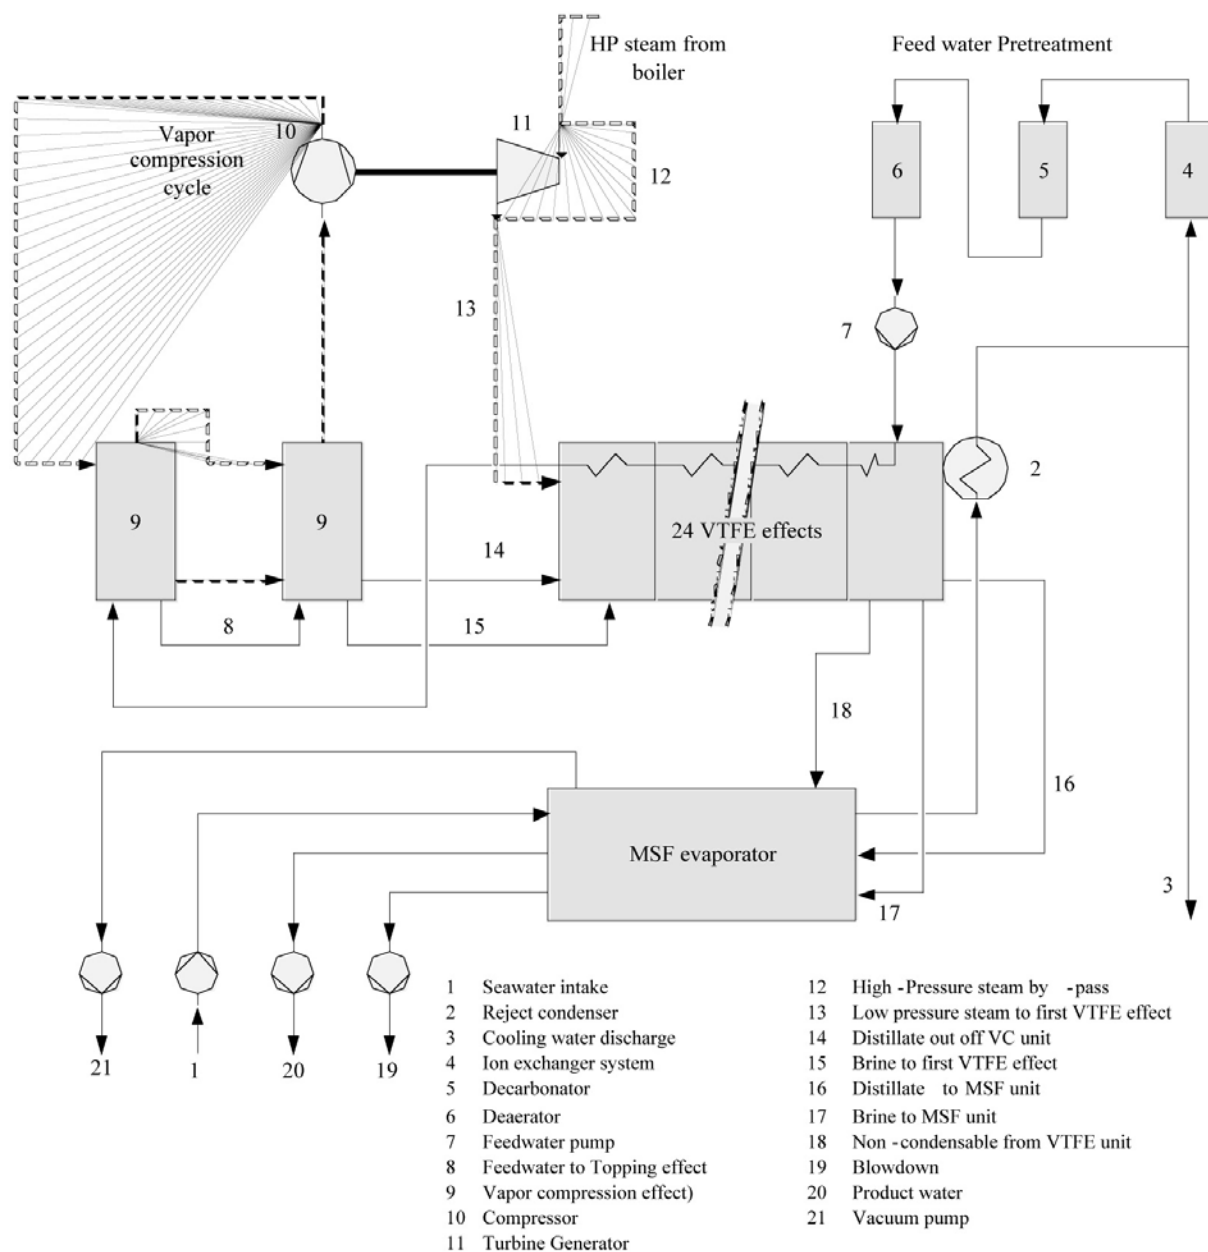 HP steam from
boiler
Feed water Pretreatment
11
10
Vapor
compression
cycle
12
6
5
4
13
7
2
9
9
24 VTFE effects
14
8
15
18
16
MSF evaporator
3
17
21
1
20
19
1 Seawater intake
2 Reject condenser
3 Cooling water discharge
4 Ion exchanger system
5 Decarbonator
6 Deaerator
7 Feedwater pump
8 Feedwater to Topping effect
9 Vapor compression effect)
10 Compressor
11 Turbine Generator
12 High -Pressure steam by -pass
13 Low pressure steam to first VTFE effect
14 Distillate out off VC unit
15 Brine to first VTFE effect
16 Distillate to MSF unit
17 Brine to MSF unit
18 Non -condensable from VTFE unit
19 Blowdown
20 Product water
21 Vacuum pump